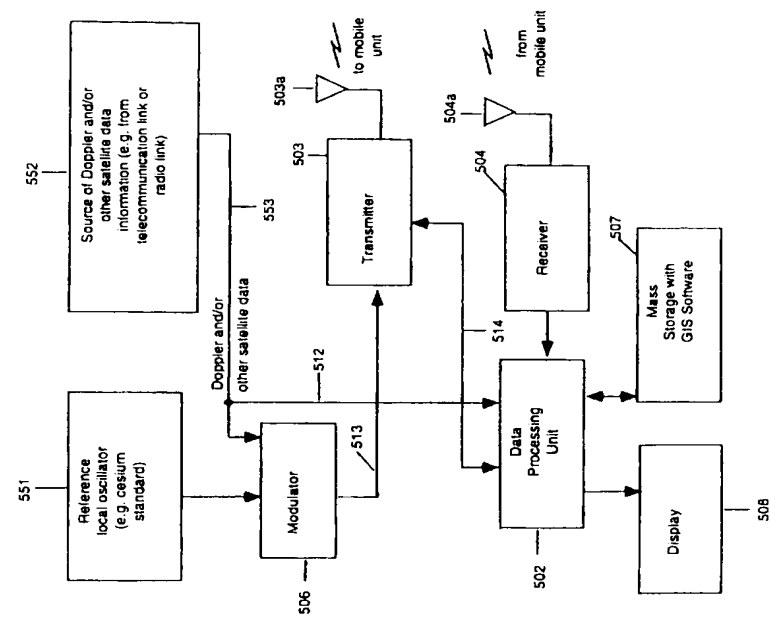 551
Reference
local oscillator
(e.g. cesium
standard)
552
Source of Doppler and/or
other satellite data
information (e.g. from
telecommunication link or
radio link)
553
Doppler and/or
other satellite data
506
Modulator
512
513
503
Transmitter
503a
to mobile
unit
514
502
Data
Processing
Unit
504
Receiver
504a
from
mobile unit
508
Display
507
Mass
Storage with
GIS Software